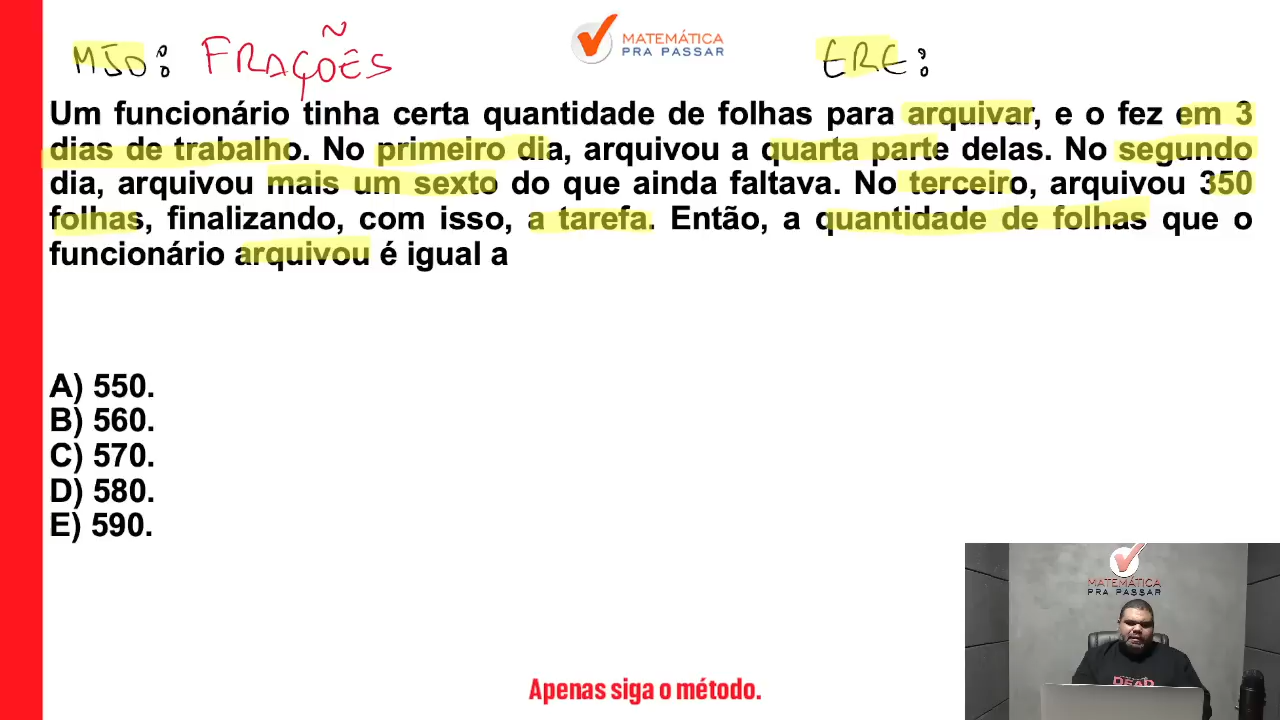 MATEMÁTICA
PRA PASSAR
MJD: FRAÇÕES
ERE:
Um funcionário tinha certa quantidade de folhas para arquivar, e o fez em 3
dias de trabalho. No primeiro dia, arquivou a quarta parte delas. No segundo
dia, arquivou mais um sexto do que ainda faltava. No terceiro, arquivou 350
folhas, finalizando, com isso, a tarefa. Então, a quantidade de folhas que o
funcionário arquivou é igual a
A) 550.
B) 560.
C) 570.
D) 580.
E) 590.
MATEMÁTICA
PRA PASSAR
DEAD
Apenas siga o método.